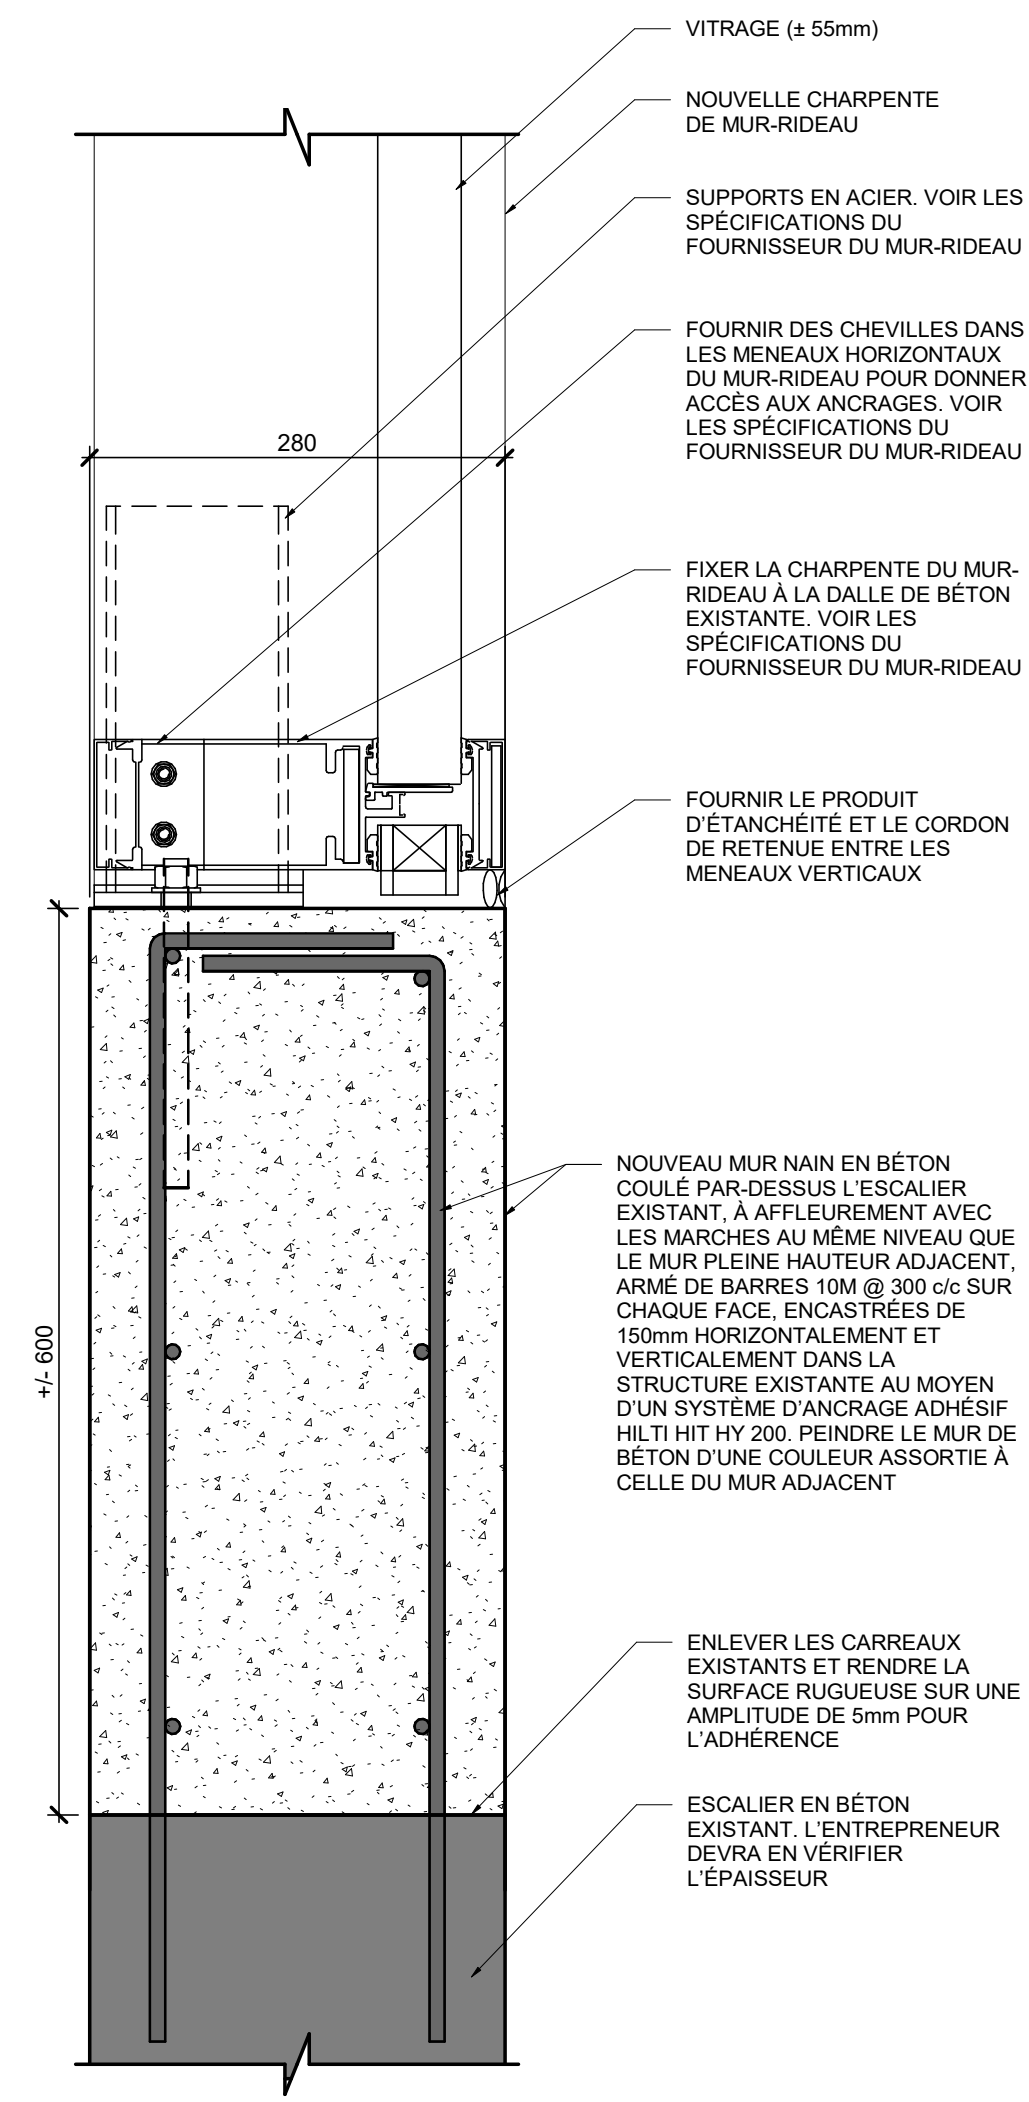 VITRAGE (± 55mm)
NOUVELLE CHARPENTE
DE MUR-RIDEAU
SUPPORTS EN ACIER. VOIR LES
SPÉCIFICATIONS DU
FOURNISSEUR DU MUR-RIDEAU
FOURNIR DES CHEVILLES DANS
LES MENEAUX HORIZONTAUX
DU MUR-RIDEAU POUR DONNER
ACCÈS AUX ANCRAGES. VOIR
LES SPÉCIFICATIONS DU
FOURNISSEUR DU MUR-RIDEAU
280
FIXER LA CHARPENTE DU MUR-
RIDEAU À LA DALLE DE BÉTON
EXISTANTE. VOIR LES
SPÉCIFICATIONS DU
FOURNISSEUR DU MUR-RIDEAU
FOURNIR LE PRODUIT
D'ÉTANCHÉITÉ ET LE CORDON
DE RETENUE ENTRE LES
MENEAUX VERTICAUX
NOUVEAU MUR NAIN EN BÉTON
COULÉ PAR-DESSUS L'ESCALIER
EXISTANT, À AFFLEUREMENT AVEC
LES MARCHES AU MÊME NIVEAU QUE
LE MUR PLEINE HAUTEUR ADJACENT,
ARMÉ DE BARRES 10M @ 300 c/c SUR
CHAQUE FACE, ENCASTRÉES DE
150mm HORIZONTALEMENT ET
VERTICALEMENT DANS LA
STRUCTURE EXISTANTE AU MOYEN
D'UN SYSTÈME D'ANCRAGE ADHÉSIF
HILTI HIT HY 200. PEINDRE LE MUR DE
BÉTON D'UNE COULEUR ASSORTIE À
CELLE DU MUR ADJACENT
+/- 600
ENLEVER LES CARREAUX
EXISTANTS ET RENDRE LA
SURFACE RUGUEUSE SUR UNE
AMPLITUDE DE 5mm POUR
L'ADHÉRENCE
ESCALIER EN BÉTON
EXISTANT. L'ENTREPRENEUR
DEVRA EN VÉRIFIER
L'ÉPAISSEUR